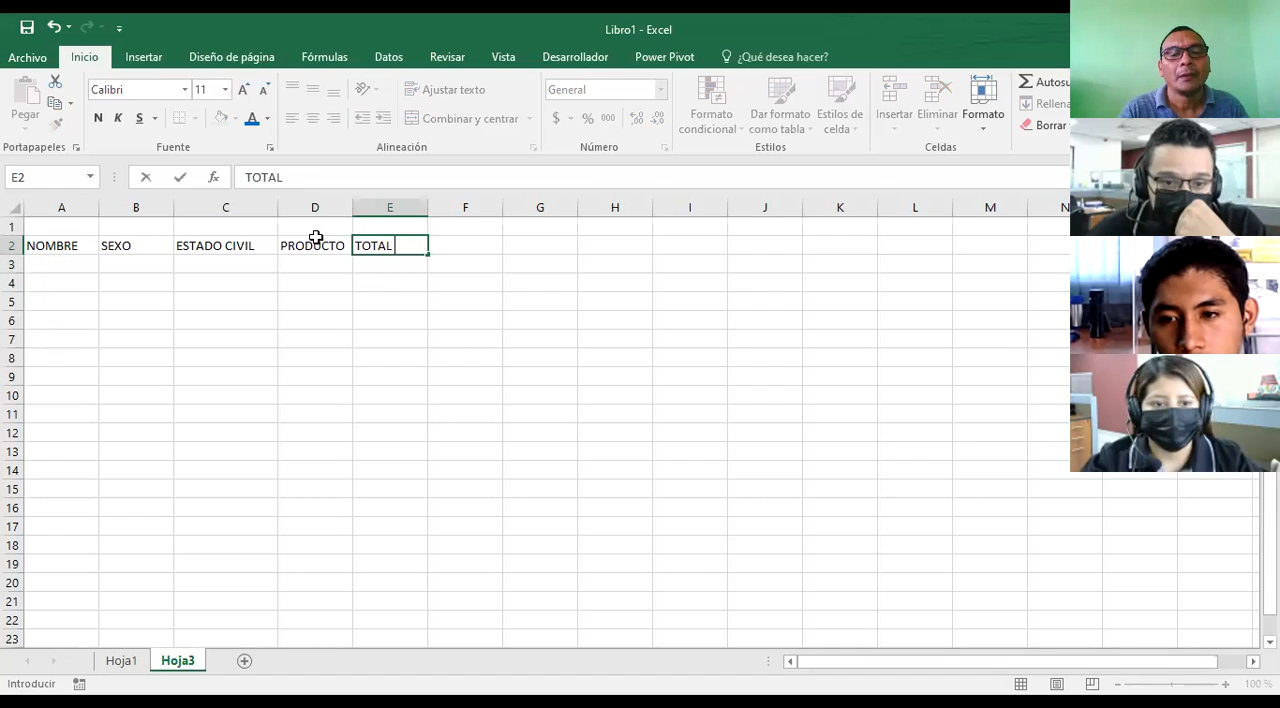 Libro1 - Excel
Archivo Inicio Insertar Diseño de página Fórmulas Datos Revisar Vista Desarrollador Power Pivot ¿Qué desea hacer?
Calibri 11 Ajustar texto General Autosu
Pegar N K S A Combinar y centrar $ % 000 Formato condicional Dar formato como tabla Estilos de celda Insertar Eliminar Formato Rellena
Borrar
Portapapeles Fuente Alineación Número Estilos Celdas
E2 fx TOTAL
A B C D E F G H I J K L M N
1
2 NOMBRE SEXO ESTADO CIVIL PRODUCTO TOTAL
3
4
5
6
7
8
9
10
11
12
13
14
15
16
17
18
19
20
21
22
23
Hoja1 Hoja3
Introducir 100 %